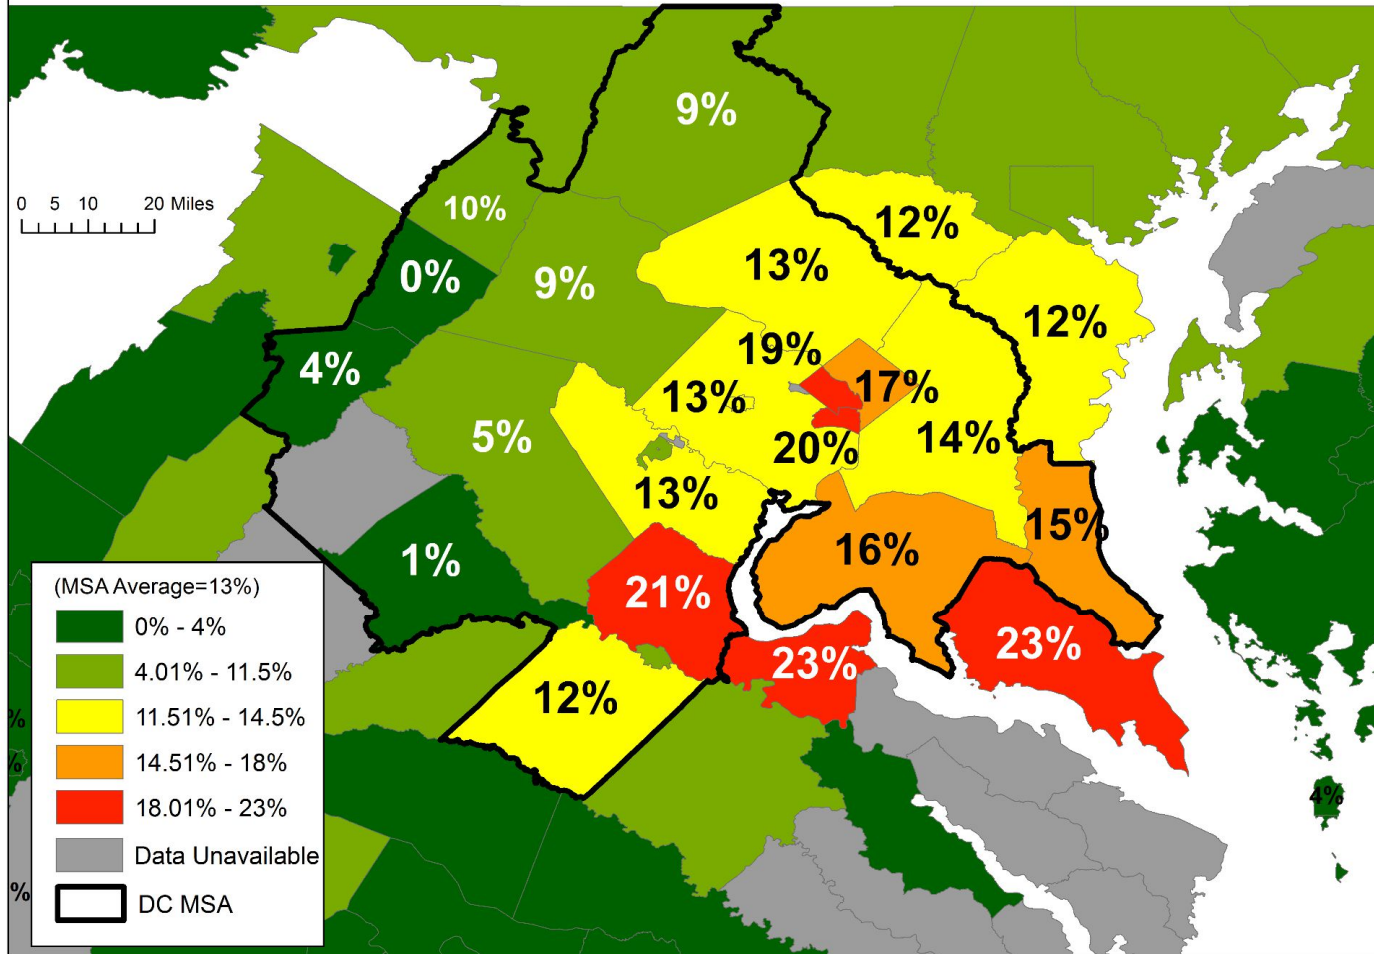 9%
0 5 10 20 Miles
10%
12%
13%
0%
9%
12%
19%
4%
17%
13%
5%
14%
20%
13%
15%
16%
1%
21%
(MSA Average=13%)
0% - 4%
4.01% - 11.5%
11.51% - 14.5%
14.51% - 18%
18.01% - 23%
Data Unavailable
DC MSA
23%
23%
12%
%
%
4%
%